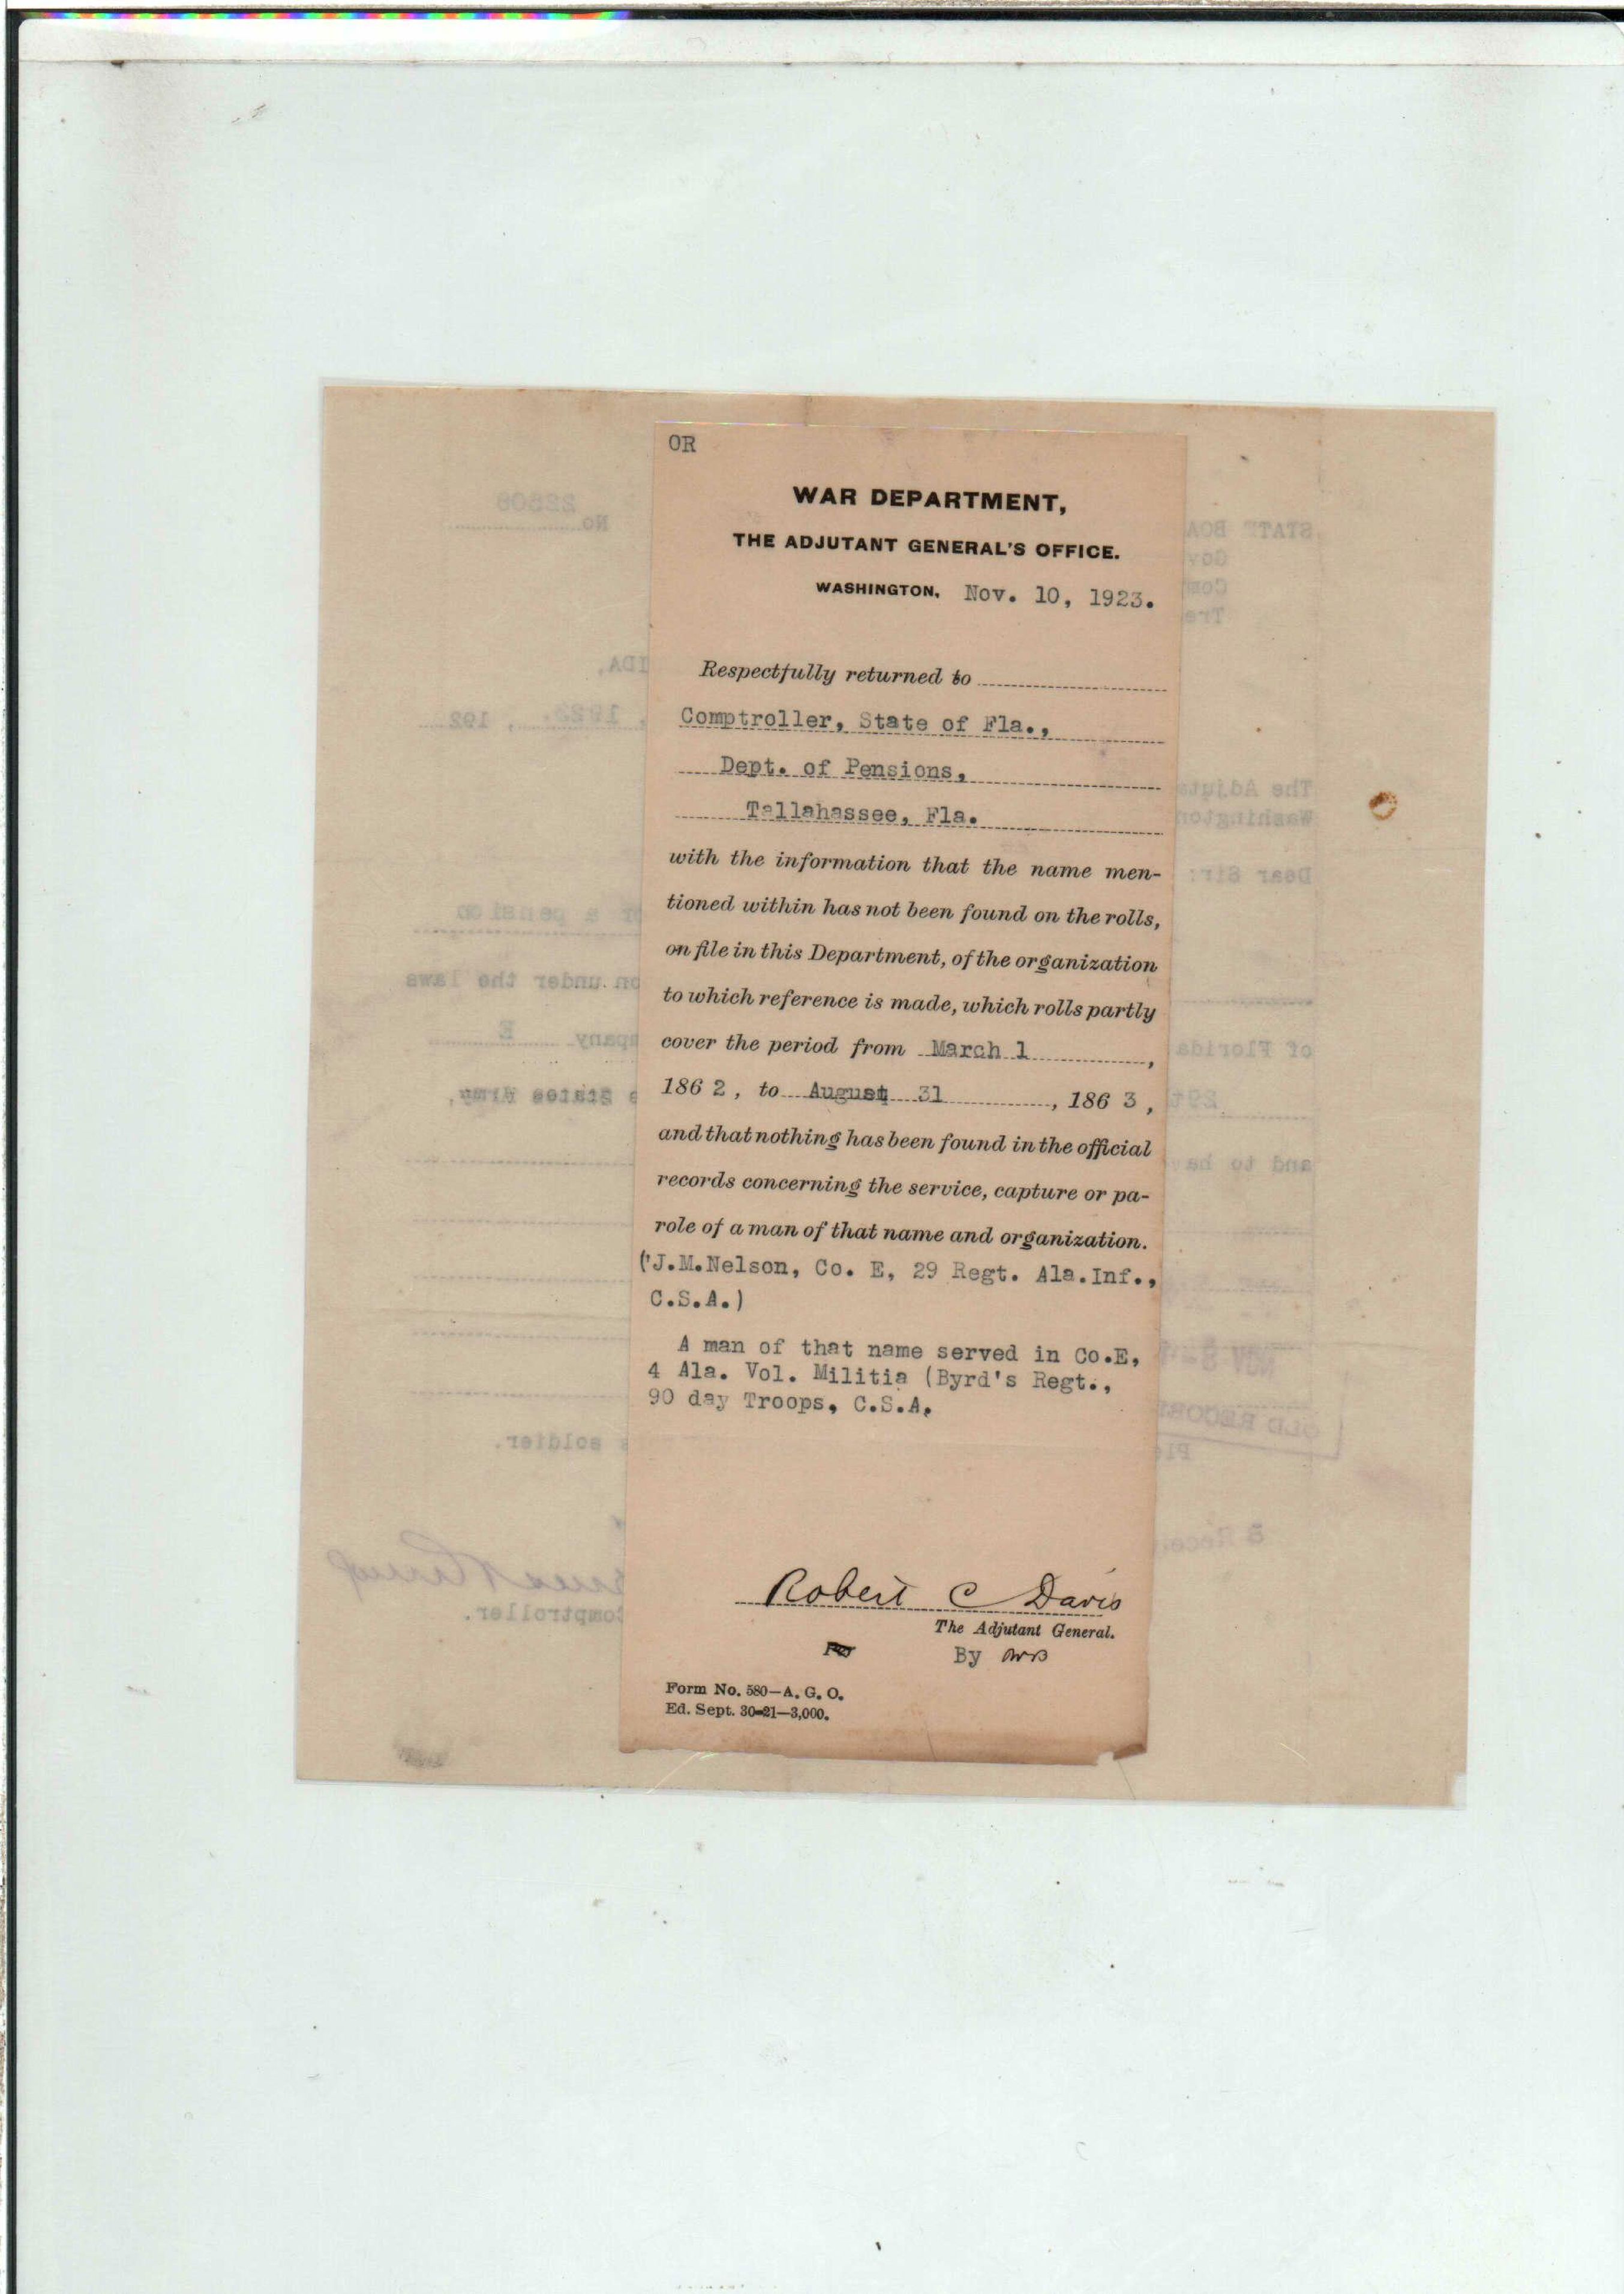 OR
WAR DEPARTMENT,
THE ADJUTANT GENERAL'S OFFICE.
WASHINGTON, Nov. 10, 1923.
Respectfully returned to
Comptroller, State of Fla.,
Dept. of Pensions,
Tallahassee, Fla.
with the information that the name men-
tioned within has not been found on the rolls,
on file in this Department, of the organization
to which reference is made, which rolls partly
cover the period from March 1,
186 2, to August 31, 186 3,
and that nothing has been found in the official
records concerning the service, capture or pa-
role of a man of that name and organization.
(J.M.Nelson, Co. E, 29 Regt. Ala.Inf.,
C.S.A.)
A man of that name served in Co.E,
4 Ala. Vol. Militia (Byrd's Regt.,
90 day Troops, C.S.A.
Robert C Davis
The Adjutant General.
By
Form No. 580—A. G. O.
Ed. Sept. 30-21—3,000.